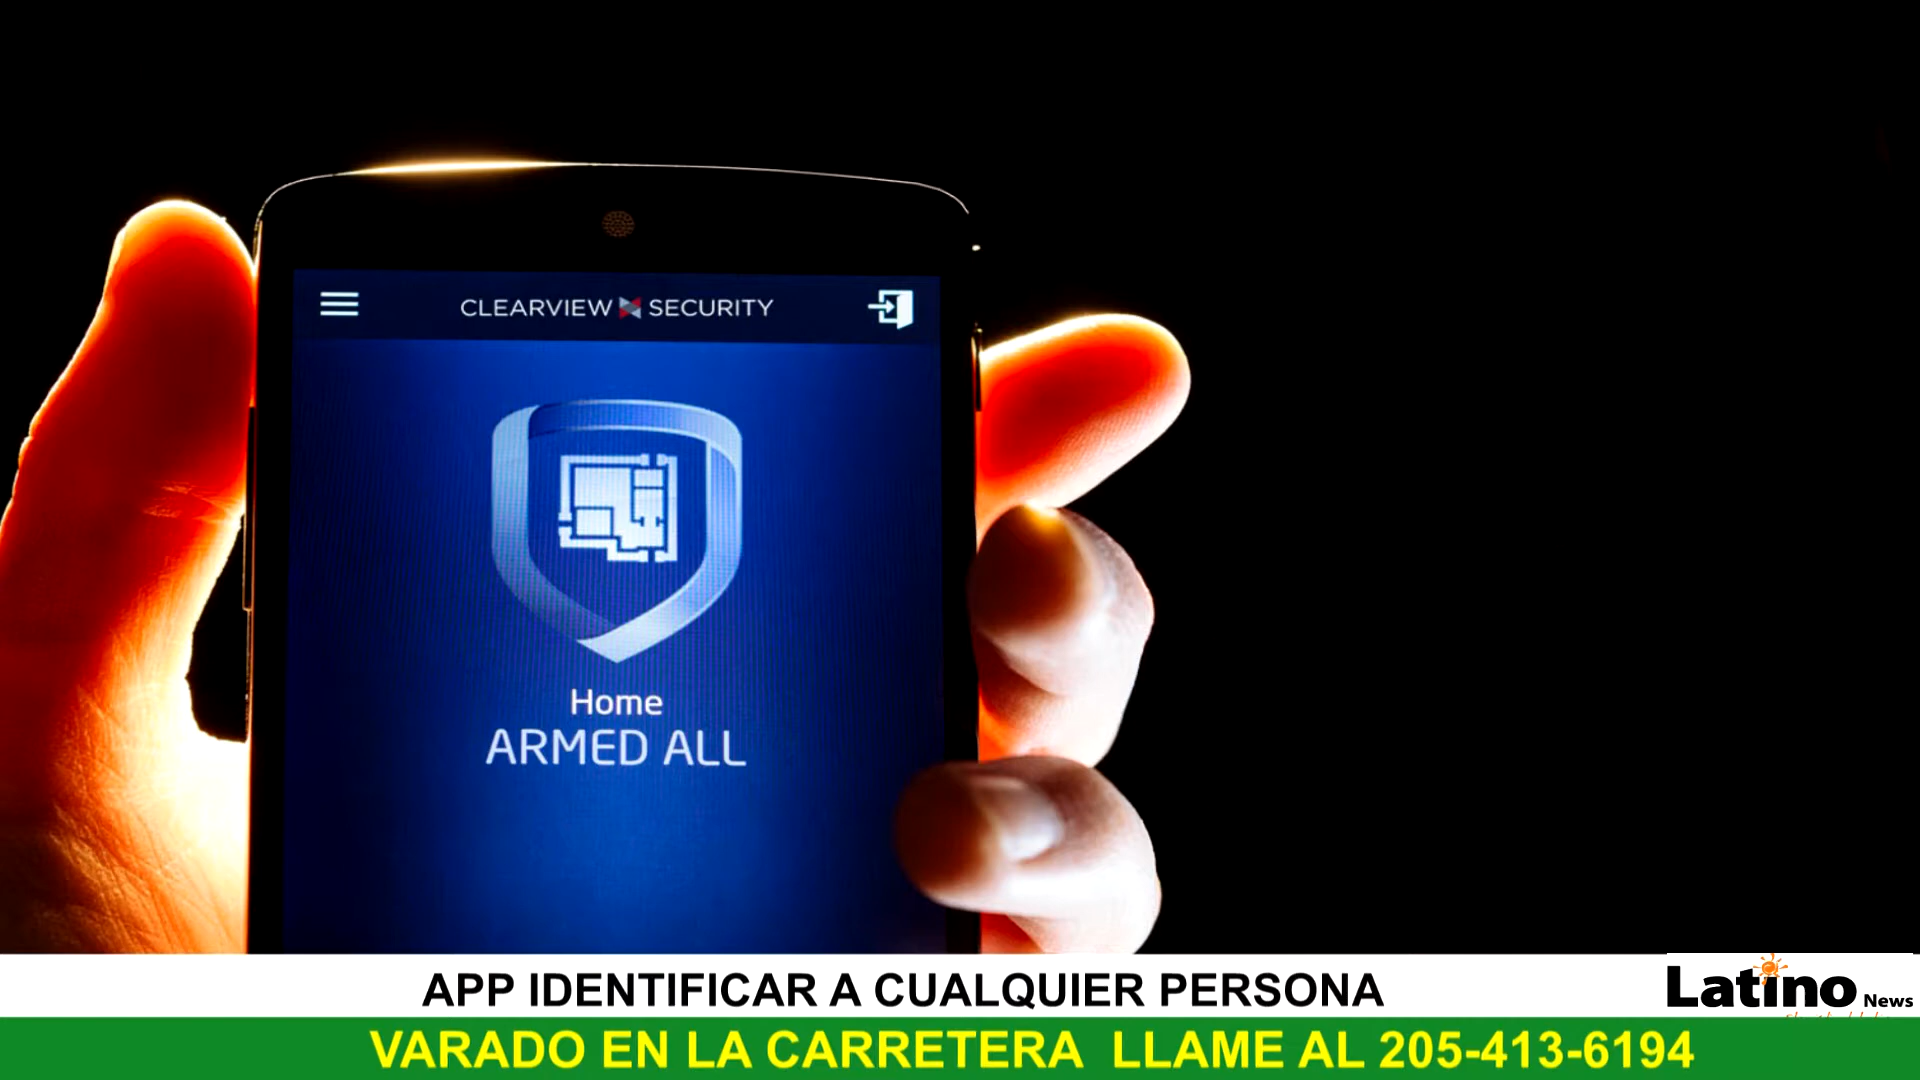 CLEARVIEW SECURITY
Home
ARMED ALL
APP IDENTIFICAR A CUALQUIER PERSONA
Latino News
VARADO EN LA CARRETERA LLAME AL 205-413-6194